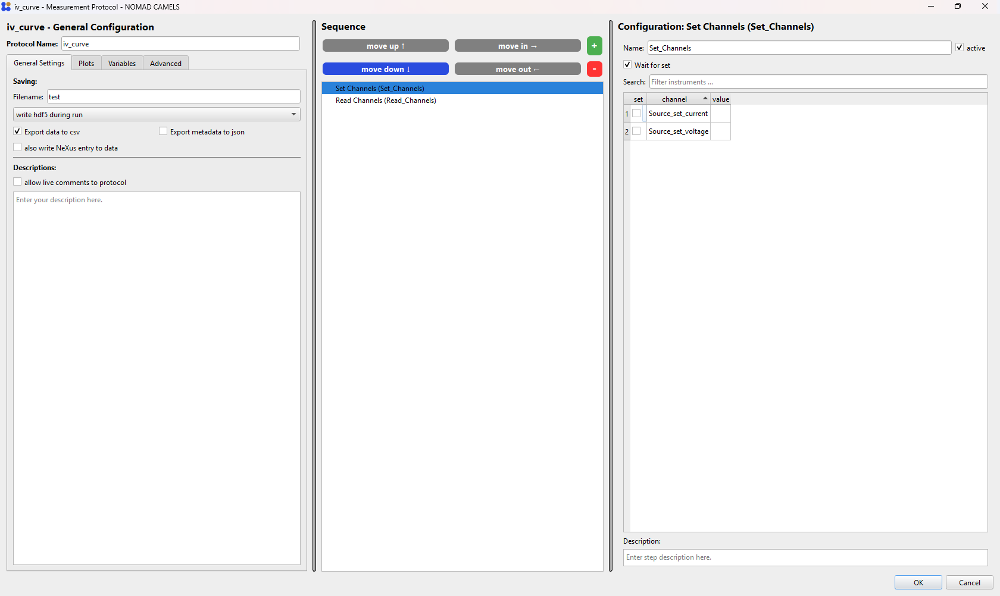 iv_curve - Measurement Protocol - NOMAD CAMELS
iv_curve - General Configuration
Protocol Name: iv_curve
General Settings Plots Variables Advanced
Saving:
Filename: test
write hdf5 during run
Export data to csv Export metadata to json
also write NeXus entry to data
Descriptions:
allow live comments to protocol
Enter your description here.
Sequence
move up ↑ move in → +
move down ↓ move out ← -
Set Channels (Set_Channels)
Read Channels (Read_Channels)
Configuration: Set Channels (Set_Channels)
Name: Set_Channels active
Wait for set
Search: Filter instruments ...
set channel value
1 Source_set_current
2 Source_set_voltage
Description:
Enter step description here.
OK Cancel